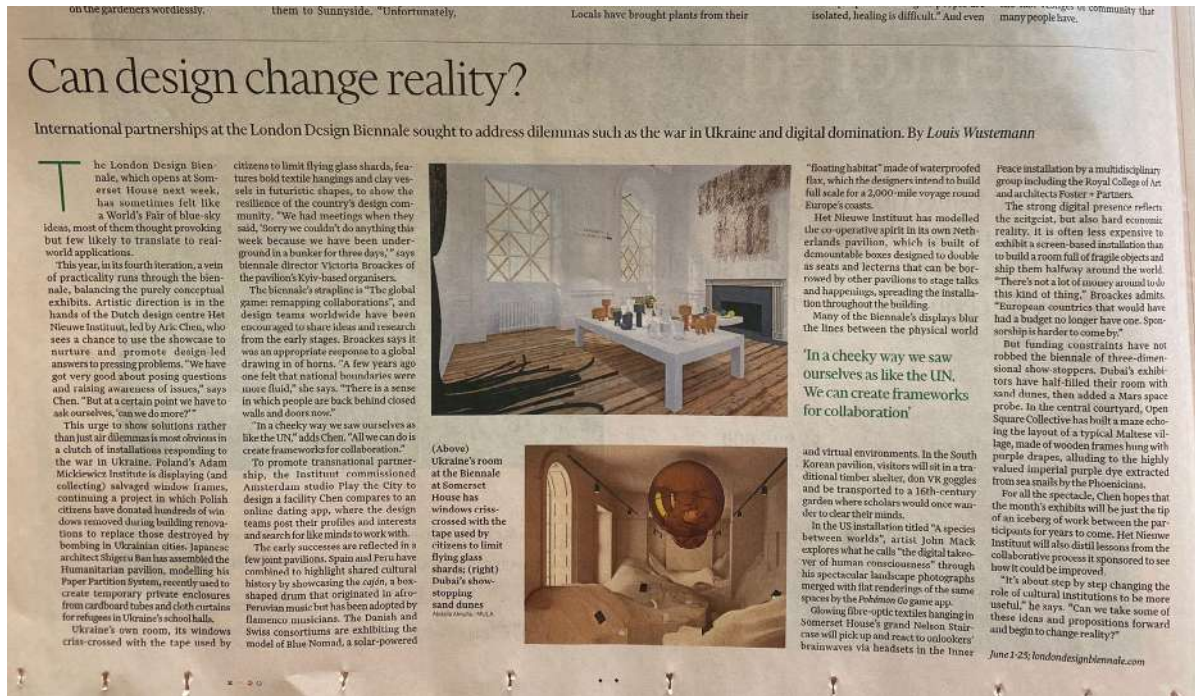 on the gardeners wordlessly.
them to Sunnyside. "Unfortunately,
Locals have brought plants from their
isolated, healing is difficult." And even
community that
many people have.
Can design change reality?
International partnerships at the London Design Biennale sought to address dilemmas such as the war in Ukraine and digital domination. By Louis Wustemann
The London Design Bien-
nale, which opens at Som-
erset House next week,
has sometimes felt like
a World's Fair of blue-sky
ideas, most of them thought provoking
but few likely to translate to real-
world applications.
This year, in its fourth iteration, a vein
of practicality runs through the bien-
nale, balancing the purely conceptual
exhibits. Artistic direction is in the
hands of the Dutch design centre Het
Nieuwe Instituut, led by Aric Chen, who
sees a chance to use the showcase to
nurture and promote design-led
answers to pressing problems. "We have
got very good about posing questions
and raising awareness of issues," says
Chen. "But at a certain point we have to
ask ourselves, 'can we do more?'"
This urge to show solutions rather
than just air dilemmas is most obvious in
a clutch of installations responding to
the war in Ukraine. Poland's Adam
Mickiewicz Institute is displaying (and
collecting) salvaged window frames,
continuing a project in which Polish
citizens have donated hundreds of win-
dows removed during building renova-
tions to replace those destroyed by
bombing in Ukrainian cities. Japanese
architect Shigeru Ban has assembled the
Humanitarian pavilion, modelling his
Paper Partition System, recently used to
create temporary private enclosures
from cardboard tubes and cloth curtains
for refugees in Ukraine's school halls.
Ukraine's own room, its windows
criss-crossed with the tape used by
citizens to limit flying glass shards, fea-
tures bold textile hangings and clay ves-
sels in futuristic shapes, to show the
resilience of the country's design com-
munity. "We had meetings when they
said, 'Sorry we couldn't do anything this
week because we have been under-
ground in a bunker for three days,'" says
biennale director Victoria Broackes of
the pavilion's Kyiv-based organisers.
The biennale's strapline is "The global
game: remapping collaborations", and
design teams worldwide have been
encouraged to share ideas and research
from the early stages. Broackes says it
was an appropriate response to a global
drawing in of horns. "A few years ago
one felt that national boundaries were
more fluid," she says. "There is a sense
in which people are back behind closed
walls and doors now."
"In a cheeky way we saw ourselves as
like the UN," adds Chen. "All we can do is
create frameworks for collaboration."
To promote transnational partner-
ship, the Instituut commissioned
Amsterdam studio Play the City to
design a facility Chen compares to an
online dating app, where the design
teams post their profiles and interests
and search for like minds to work with.
The early successes are reflected in a
few joint pavilions. Spain and Peru have
combined to highlight shared cultural
history by showcasing the cajón, a box-
shaped drum that originated in afro-
Peruvian music but has been adopted by
flamenco musicians. The Danish and
Swiss consortiums are exhibiting the
model of Blue Nomad, a solar-powered
(Above)
Ukraine's room
at the Biennale
at Somerset
House has
windows criss-
crossed with the
tape used by
citizens to limit
flying glass
shards; (right)
Dubai's show-
stopping
sand dunes
"floating habitat" made of waterproofed
flax, which the designers intend to build
full scale for a 2,000-mile voyage round
Europe's coasts.
Het Nieuwe Instituut has modelled
the co-operative spirit in its own Neth-
erlands pavilion, which is built of
demountable boxes designed to double
as seats and lecterns that can be bor-
rowed by other pavilions to stage talks
and happenings, spreading the installa-
tion throughout the building.
Many of the Biennale's displays blur
the lines between the physical world
'In a cheeky way we saw
ourselves as like the UN.
We can create frameworks
for collaboration'
and virtual environments. In the South
Korean pavilion, visitors will sit in a tra-
ditional timber shelter, don VR goggles
and be transported to a 16th-century
garden where scholars would once wan-
der to clear their minds.
In the US installation titled "A species
between worlds", artist John Mack
explores what he calls "the digital takeo-
ver of human consciousness" through
his spectacular landscape photographs
merged with flat renderings of the same
spaces by the Pokémon Go game app.
Glowing fibre-optic textiles hanging in
Somerset House's grand Nelson Stair-
case will pick up and react to onlookers'
brainwaves via headsets in the Inner
Peace installation by a multidisciplinary
group including the Royal College of Art
and architects Foster + Partners.
The strong digital presence reflects
the zeitgeist, but also hard economic
reality. It is often less expensive to
exhibit a screen-based installation than
to build a room full of fragile objects and
ship them halfway around the world.
"There's not a lot of money around to do
this kind of thing," Broackes admits.
"European countries that would have
had a budget no longer have one. Spon-
sorship is harder to come by."
But funding constraints have not
robbed the biennale of three-dimen-
sional show-stoppers. Dubai's exhibi-
tors have half-filled their room with
sand dunes, then added a Mars space
probe. In the central courtyard, Open
Square Collective has built a maze echo-
ing the layout of a typical Maltese vil-
lage, made of wooden frames hung with
purple drapes, alluding to the highly
valued imperial purple dye extracted
from sea snails by the Phoenicians.
For all the spectacle, Chen hopes that
the month's exhibits will be just the tip
of an iceberg of work between the par-
ticipants for years to come. Het Nieuwe
Instituut will also distil lessons from the
collaborative process it sponsored to see
how it could be improved.
"It's about step by step changing the
role of cultural institutions to be more
useful," he says. "Can we take some of
these ideas and propositions forward
and begin to change reality?"
June 1-25; londondesignbiennale.com